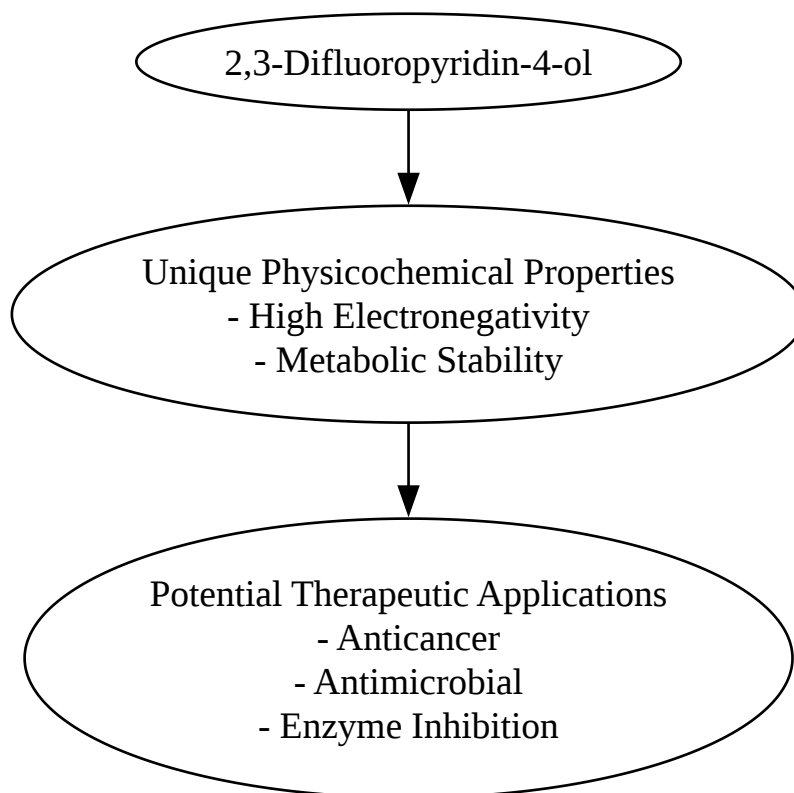 2,3-Difluoropyridin-4-ol
Unique Physicochemical Properties
- High Electronegativity
- Metabolic Stability
Potential Therapeutic Applications
- Anticancer
- Antimicrobial
- Enzyme Inhibition